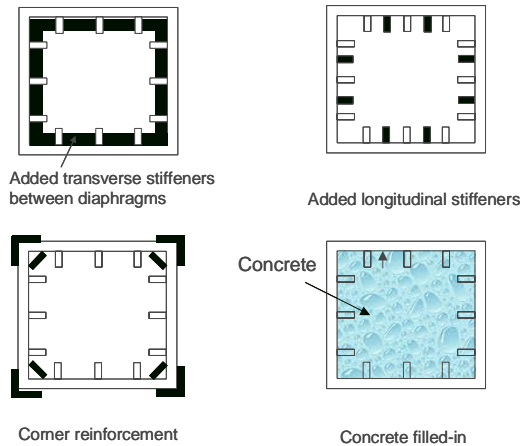 Added transverse stiffeners
between diaphragms
Added longitudinal stiffeners
Concrete
Corner reinforcement
Concrete filled-in